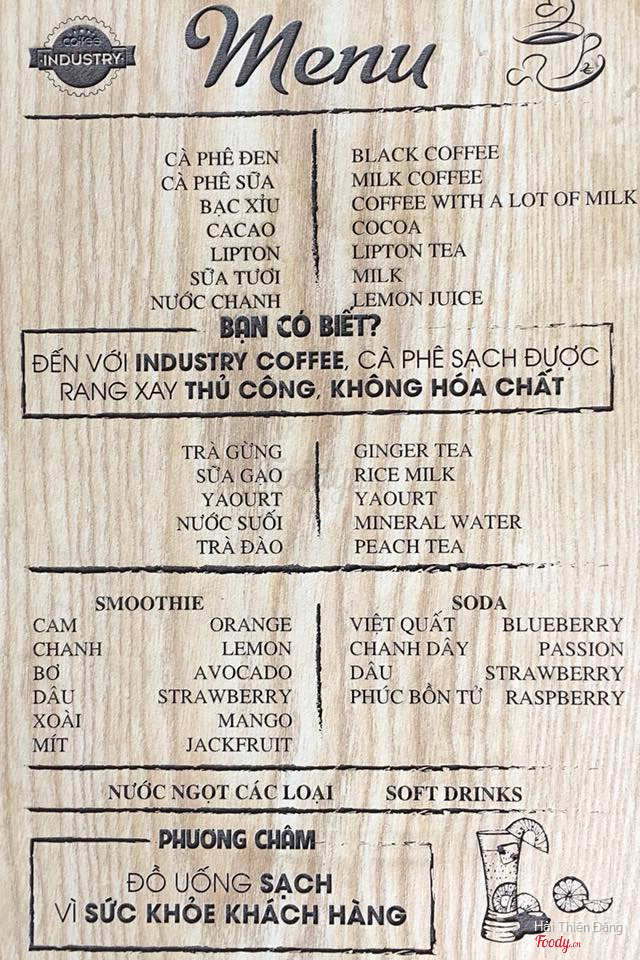 coffee
INDUSTRY
Menu
CÀ PHÊ ĐEN BLACK COFFEE
CÀ PHÊ SỮA MILK COFFEE
BẠC XỈU COFFEE WITH A LOT OF MILK
CACAO COCOA
LIPTON LIPTON TEA
SỮA TƯƠI MILK
NƯỚC CHANH LEMON JUICE
BẠN CÓ BIẾT?
ĐẾN VỚI INDUSTRY COFFEE, CÀ PHÊ SẠCH ĐƯỢC
RANG XAY THỦ CÔNG, KHÔNG HÓA CHẤT
TRÀ GỪNG GINGER TEA
SỮA GẠO RICE MILK
YAOURT YAOURT
NƯỚC SUỐI MINERAL WATER
TRÀ ĐÀO PEACH TEA
SMOOTHIE
CAM ORANGE
CHANH LEMON
BƠ AVOCADO
DÂU STRAWBERRY
XOÀI MANGO
MÍT JACKFRUIT
SODA
VIỆT QUẤT BLUEBERRY
CHANH DÂY PASSION
DÂU STRAWBERRY
PHÚC BỒN TỬ RASPBERRY
NƯỚC NGỌT CÁC LOẠI SOFT DRINKS
PHƯƠNG CHÂM
ĐỒ UỐNG SẠCH
VÌ SỨC KHỎE KHÁCH HÀNG
Hải Thiên Đăng
Foody.vn